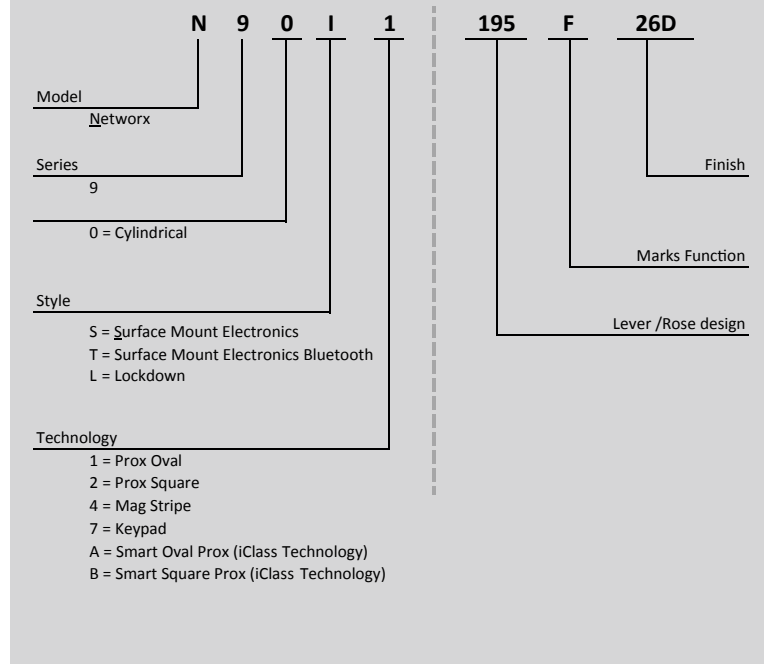 N 9 0 I 1 195 F 26D
Model
Networx
Series
9
0 = Cylindrical
Style
S = Surface Mount Electronics
T = Surface Mount Electronics Bluetooth
L = Lockdown
Technology
1 = Prox Oval
2 = Prox Square
4 = Mag Stripe
7 = Keypad
A = Smart Oval Prox (iClass Technology)
B = Smart Square Prox (iClass Technology)
Finish
Marks Function
Lever /Rose design